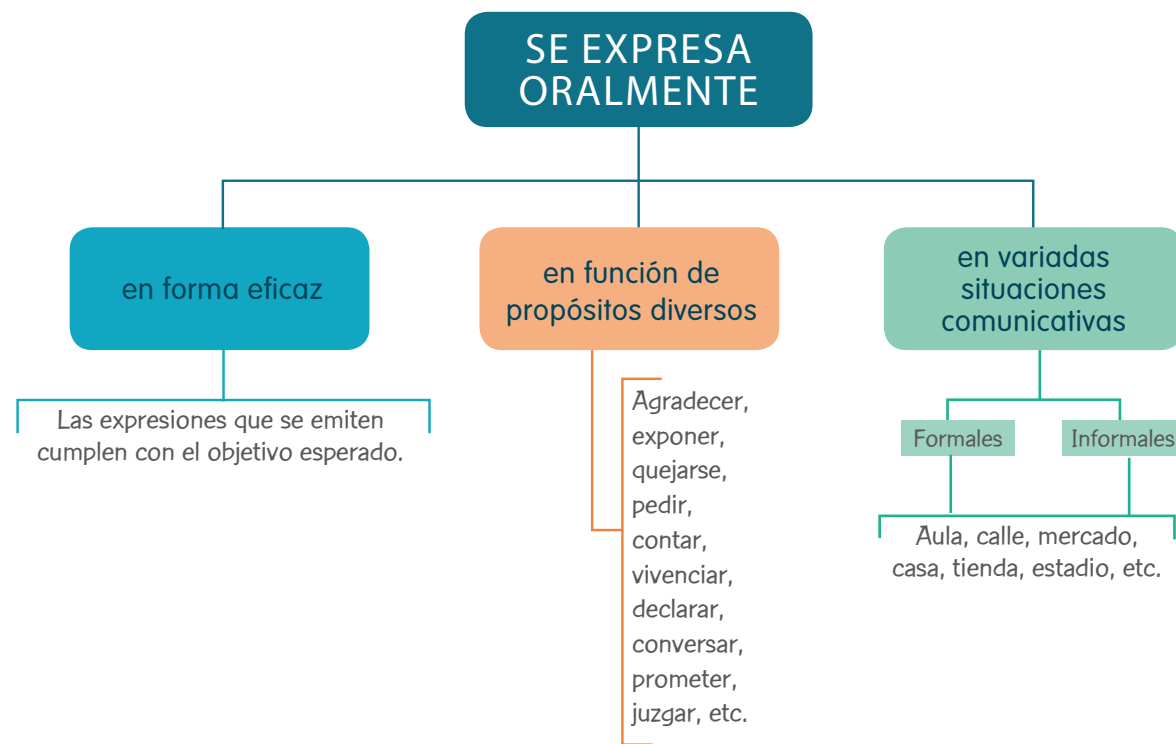 SE EXPRESA
ORALMENTE
en forma eficaz
Las expresiones que se emiten
cumplen con el objetivo esperado.
en función de
propósitos diversos
Agradecer,
exponer,
quejarse,
pedir,
contar,
vivenciar,
declarar,
conversar,
prometer,
juzgar, etc.
en variadas
situaciones
comunicativas
Formales
Informales
Aula, calle, mercado,
casa, tienda, estadio, etc.